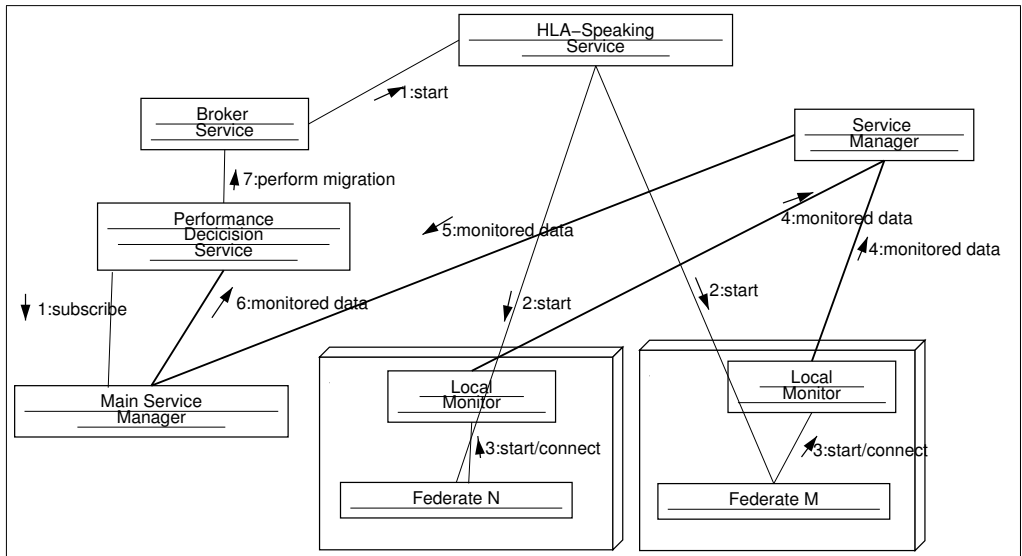 HLA–Speaking
Service
1:start
Broker
Service
Service
Manager
7:perform migration
Performance
Decicision
Service
4:monitored data
5:monitored data
4:monitored data
1:subscribe
6:monitored data
2:start
2:start
Main Service
Manager
Local
Monitor
Local
Monitor
3:start/connect
3:start/connect
Federate N
Federate M